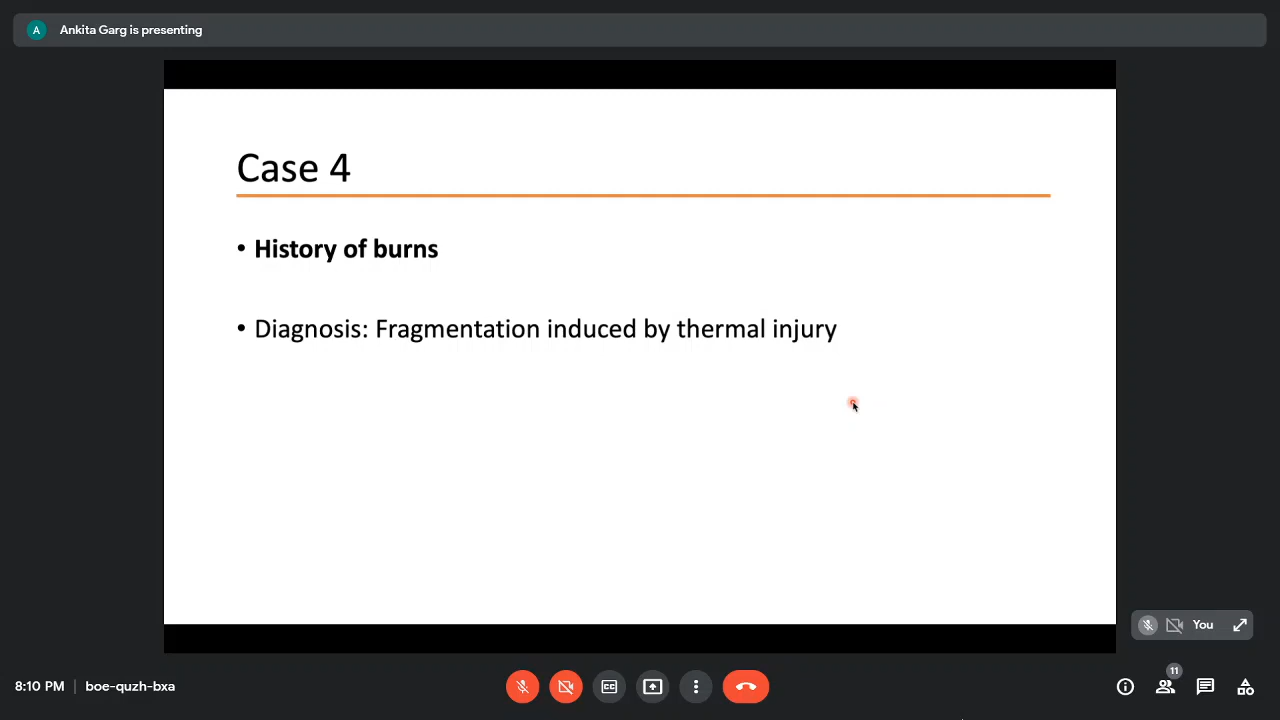 A Ankita Garg is presenting
Case 4
• History of burns
• Diagnosis: Fragmentation induced by thermal injury
You
11
8:10 PM | boe-quzh-bxa
CC